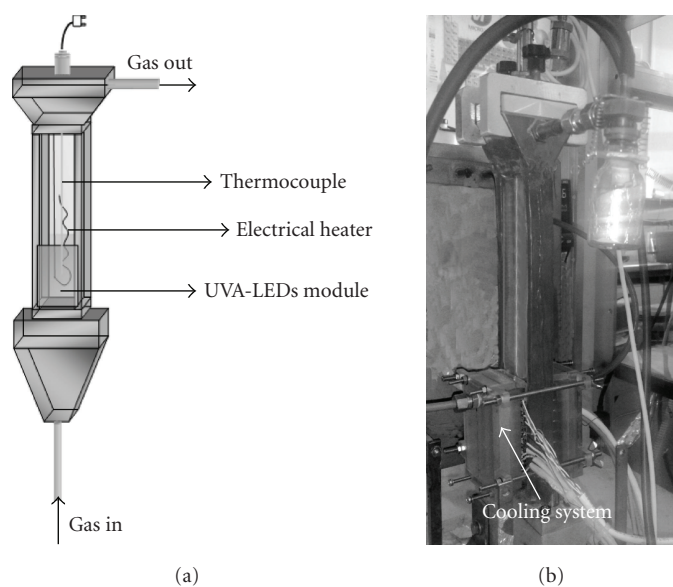 Gas out
Thermocouple
Electrical heater
UVA-LEDs module
Gas in
(a)
Cooling system
(b)